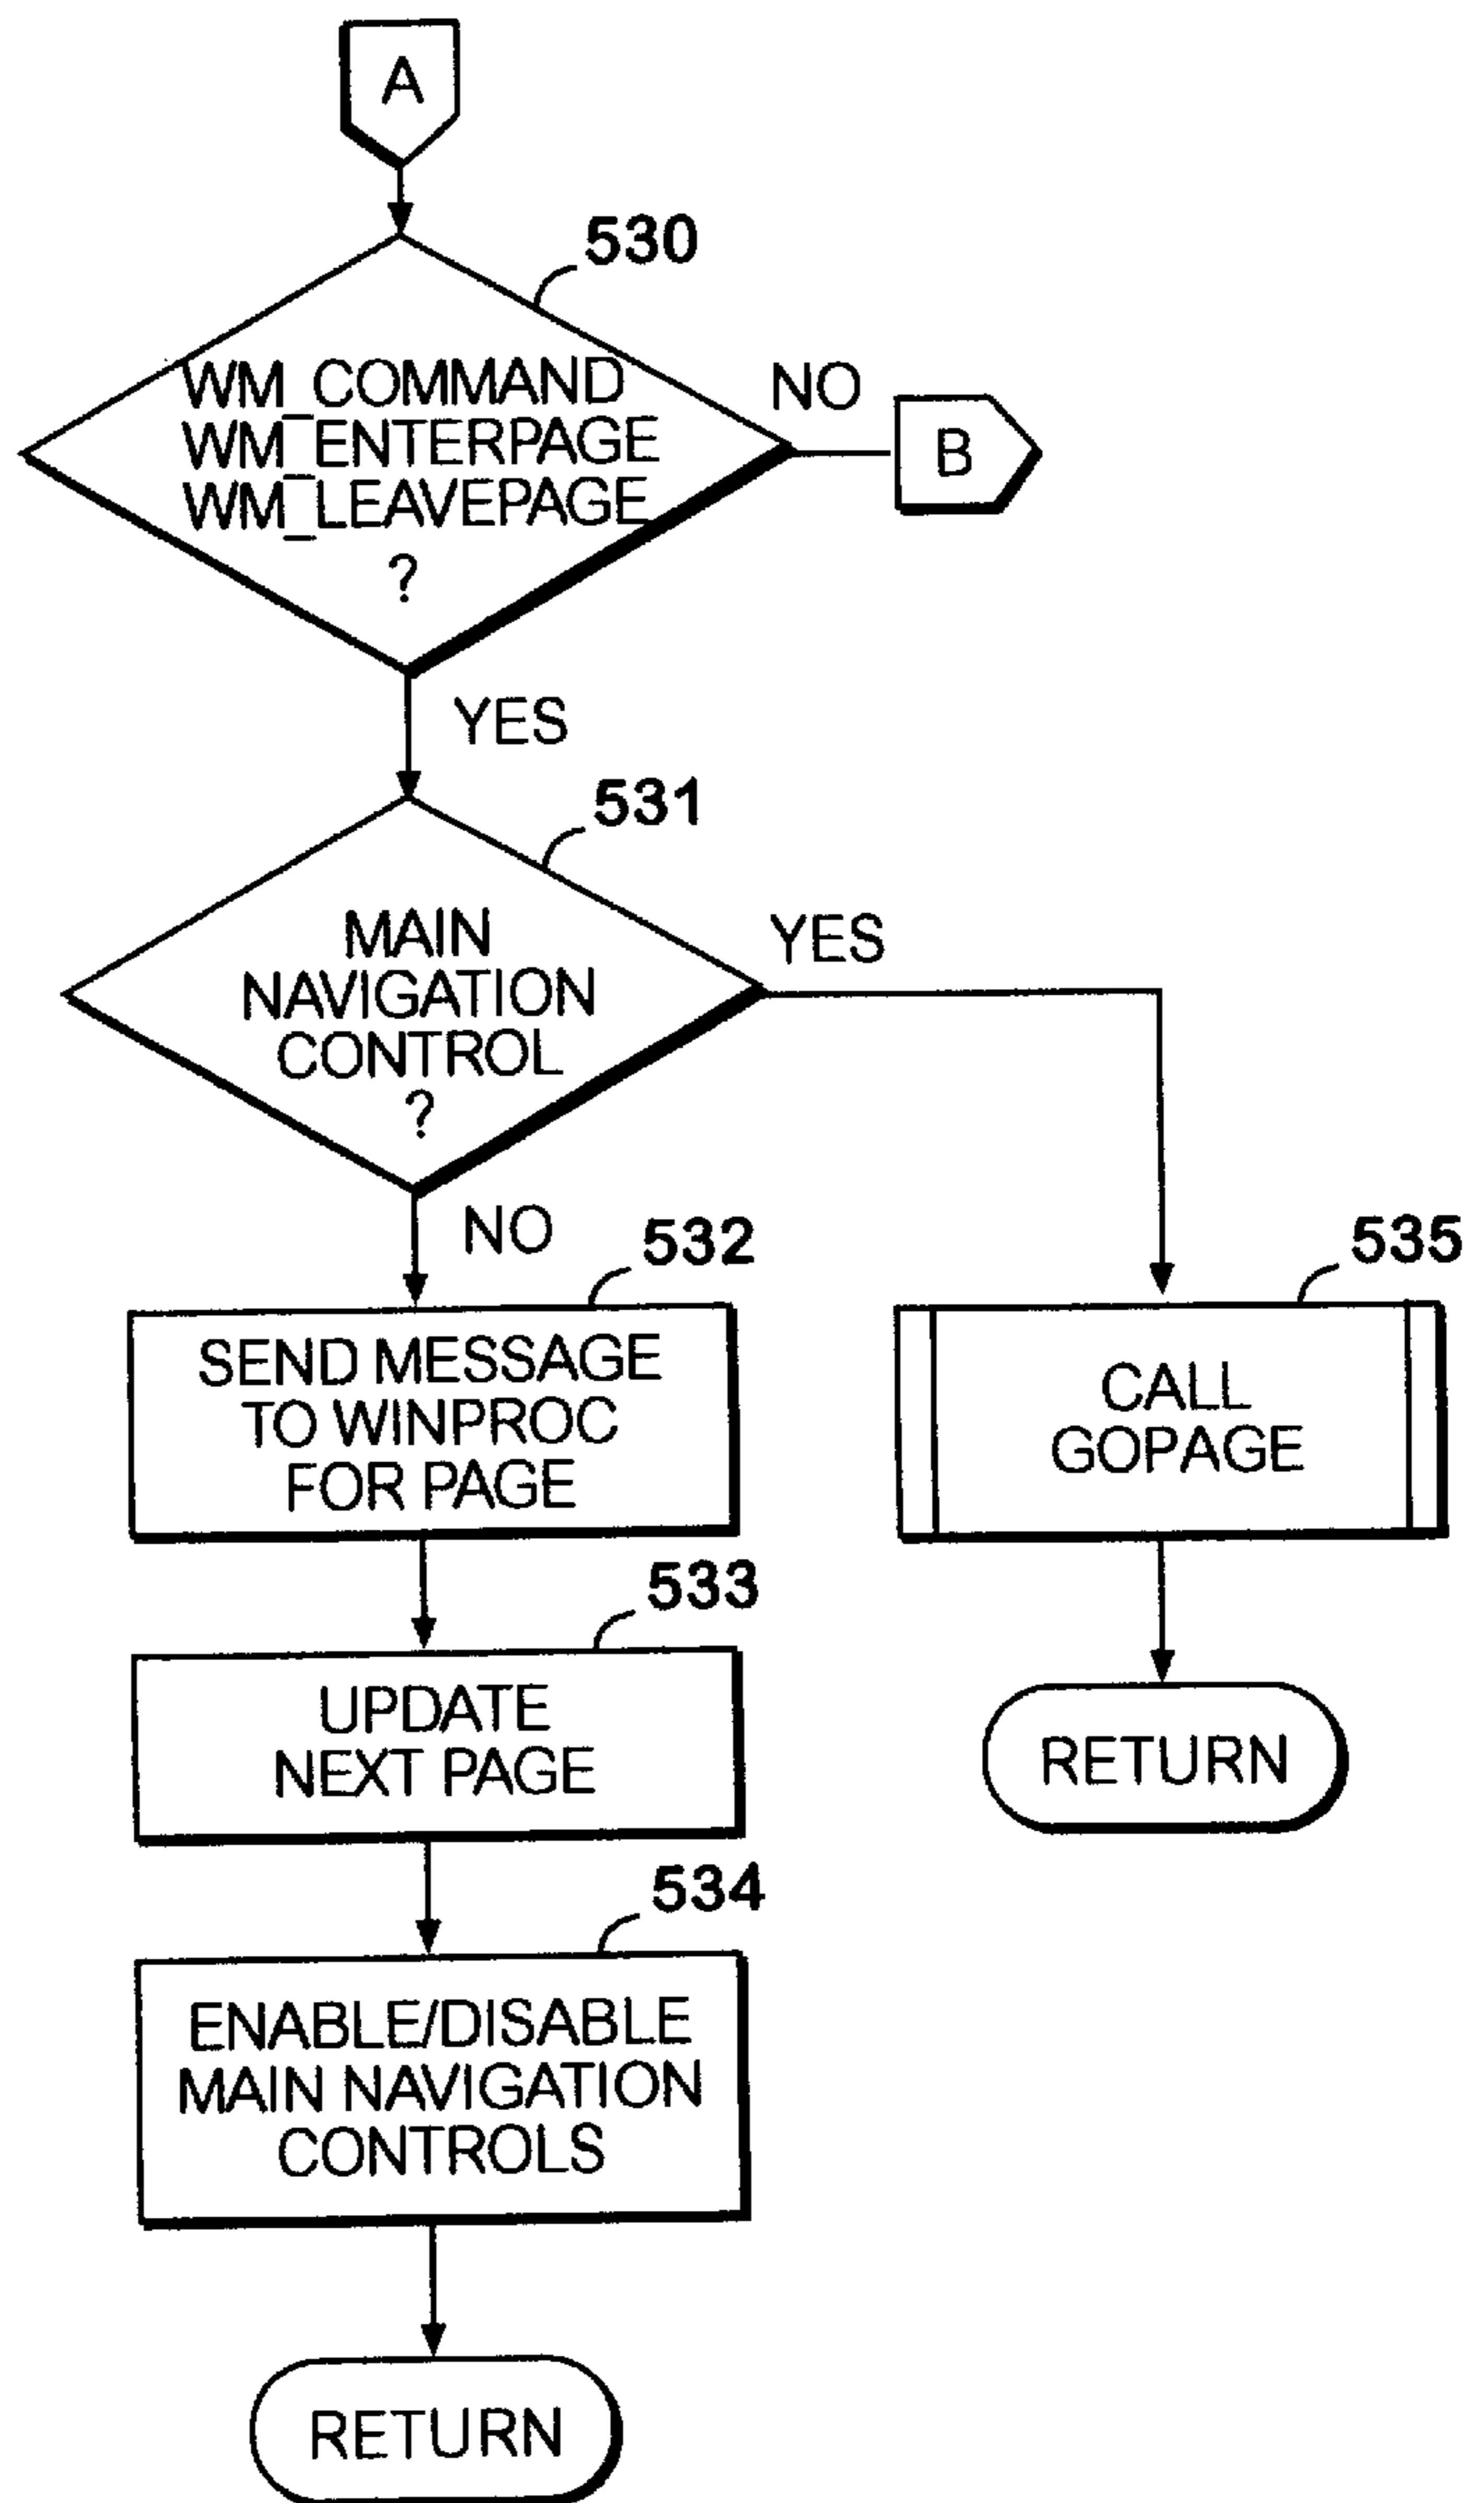 A
530
WM_COMMAND
WM_ENTERPAGE
WM_LEAVEPAGE
?
NO
B
YES
531
MAIN
NAVIGATION
CONTROL
?
YES
NO
532
SEND MESSAGE
TO WINPROC
FOR PAGE
535
CALL
GOPAGE
533
UPDATE
NEXT PAGE
RETURN
534
ENABLE/DISABLE
MAIN NAVIGATION
CONTROLS
RETURN